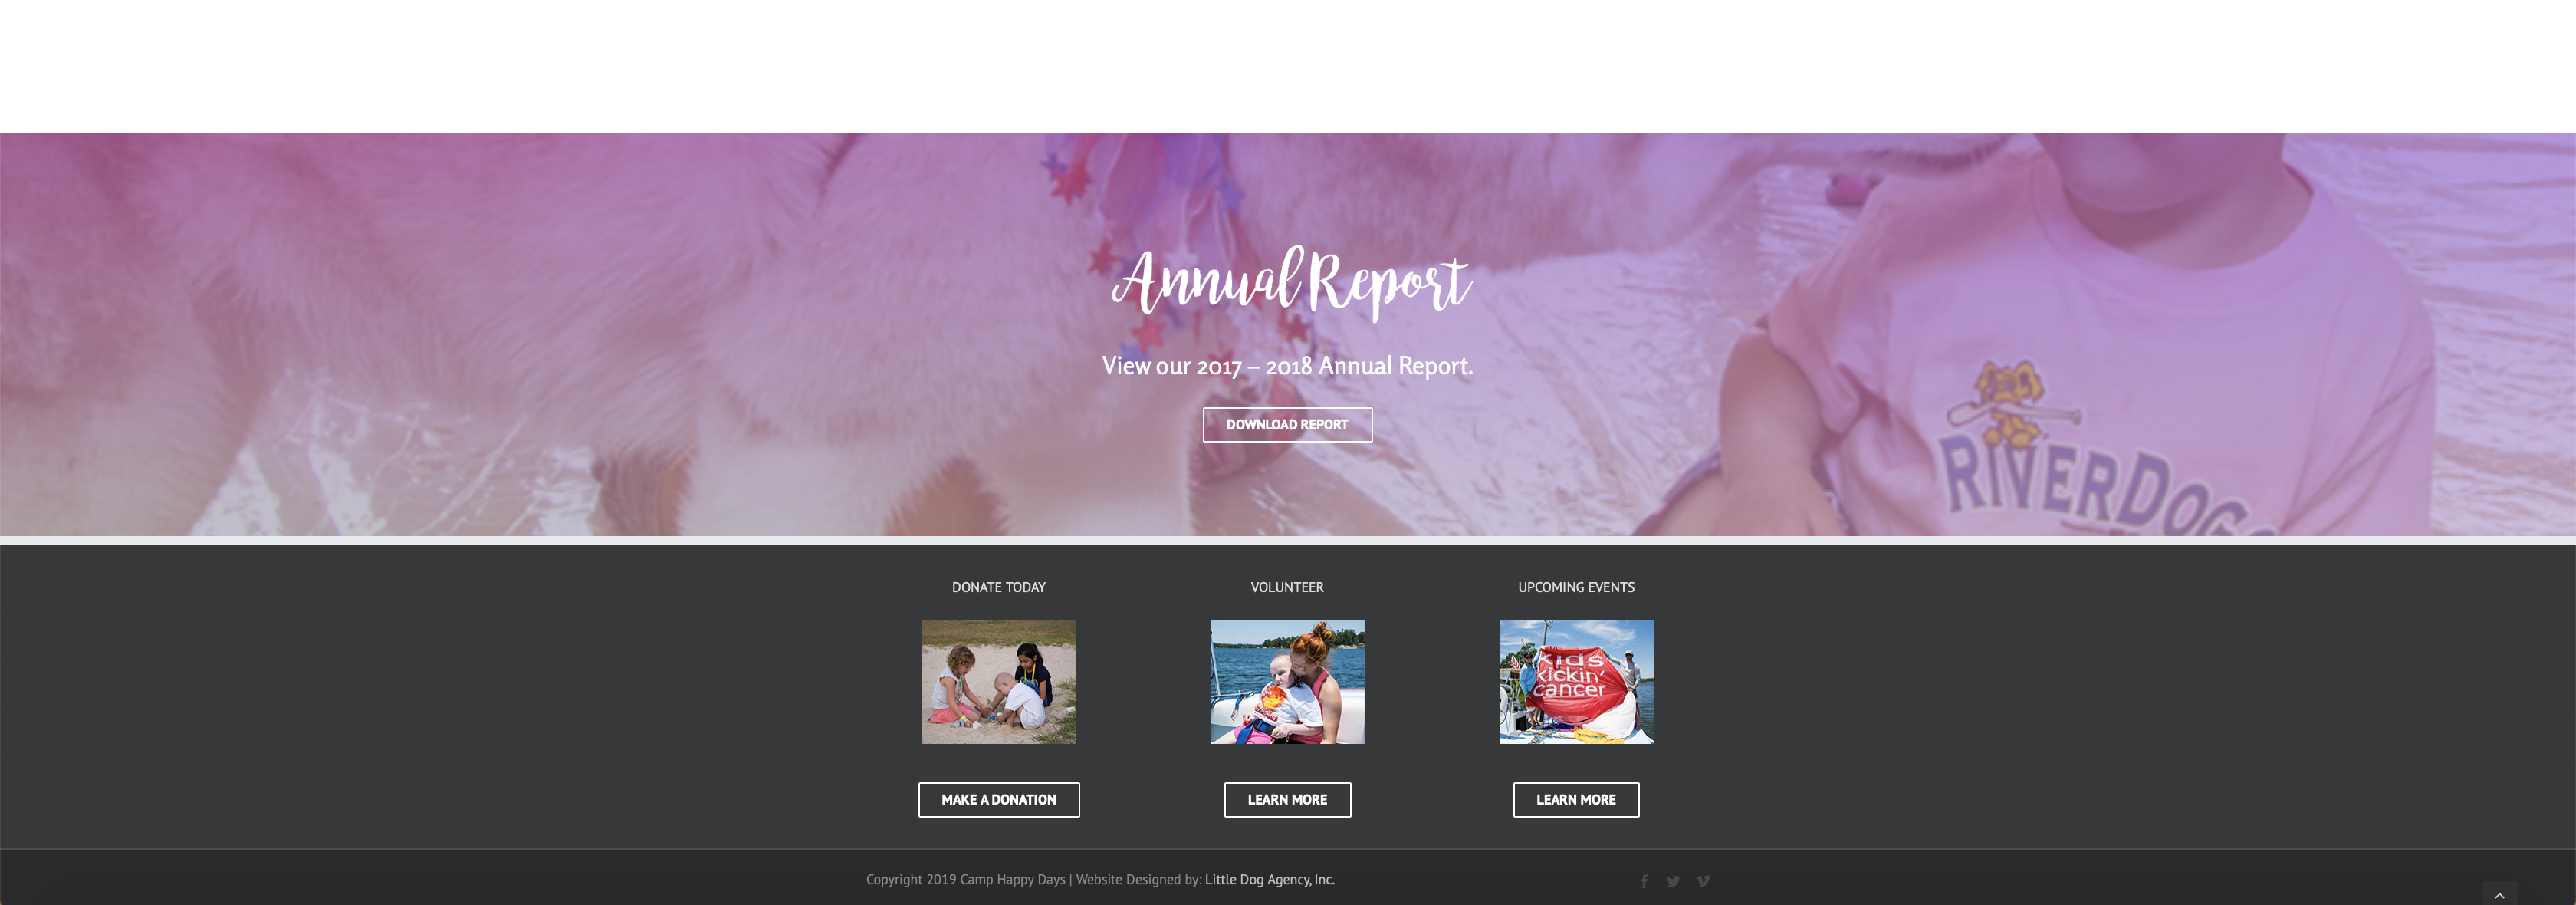 Annual Report
View our 2017 – 2018 Annual Report.
DOWNLOAD REPORT
RIVERDOGS
DONATE TODAY
VOLUNTEER
UPCOMING EVENTS
kids
kickin'
cancer
MAKE A DONATION
LEARN MORE
LEARN MORE
Copyright 2019 Camp Happy Days | Website Designed by: Little Dog Agency, Inc.